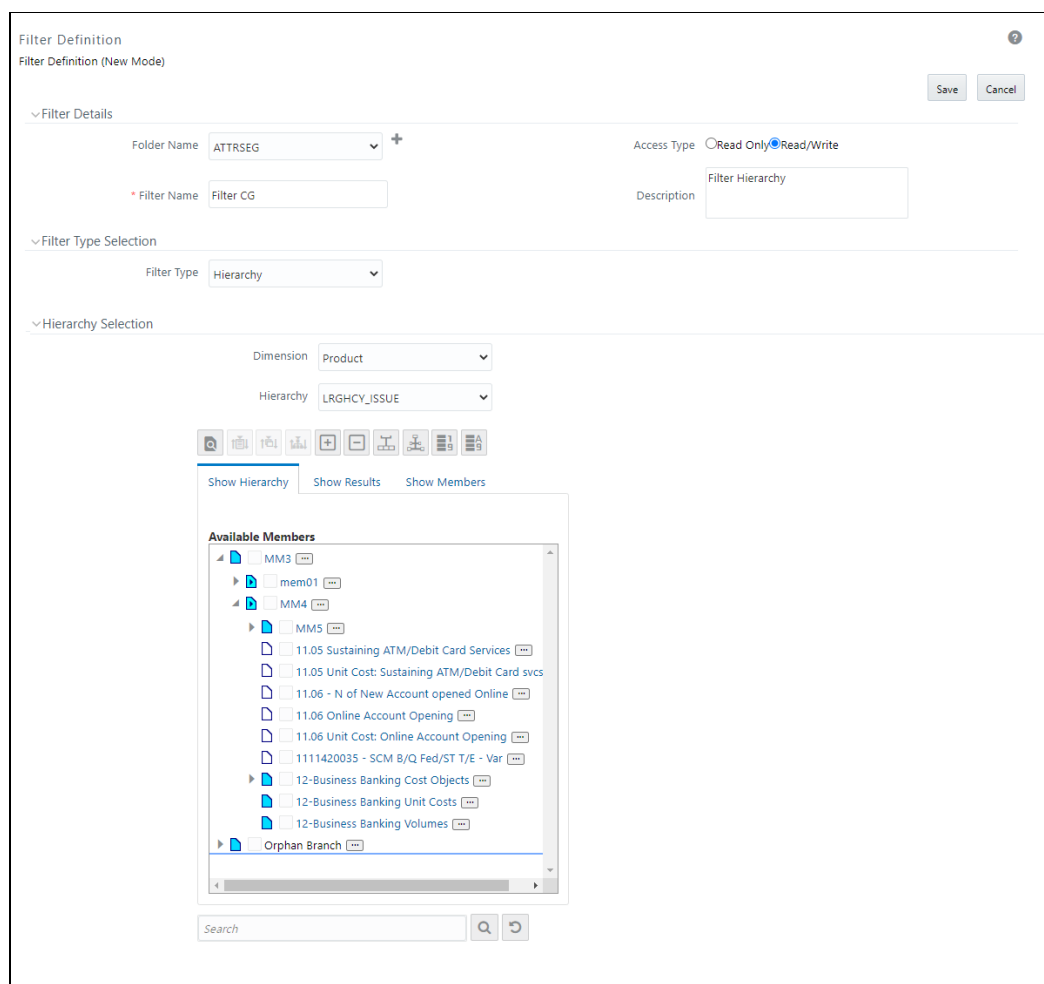 Filter Definition
Filter Definition (New Mode)
Save Cancel
Filter Details
Folder Name ATTRSEG Access Type Read Only Read/Write
* Filter Name Filter CG Description Filter Hierarchy
Filter Type Selection
Filter Type Hierarchy
Hierarchy Selection
Dimension Product
Hierarchy LRGHCY_ISSUE
Show Hierarchy Show Results Show Members
Available Members
MM3
mem01
MM4
MM5
11.05 Sustaining ATM/Debit Card Services
11.05 Unit Cost: Sustaining ATM/Debit Card svcs
11.06 - N of New Account opened Online
11.06 Online Account Opening
11.06 Unit Cost: Online Account Opening
1111420035 - SCM B/Q Fed/ST T/E - Var
12-Business Banking Cost Objects
12-Business Banking Unit Costs
12-Business Banking Volumes
Orphan Branch
Search